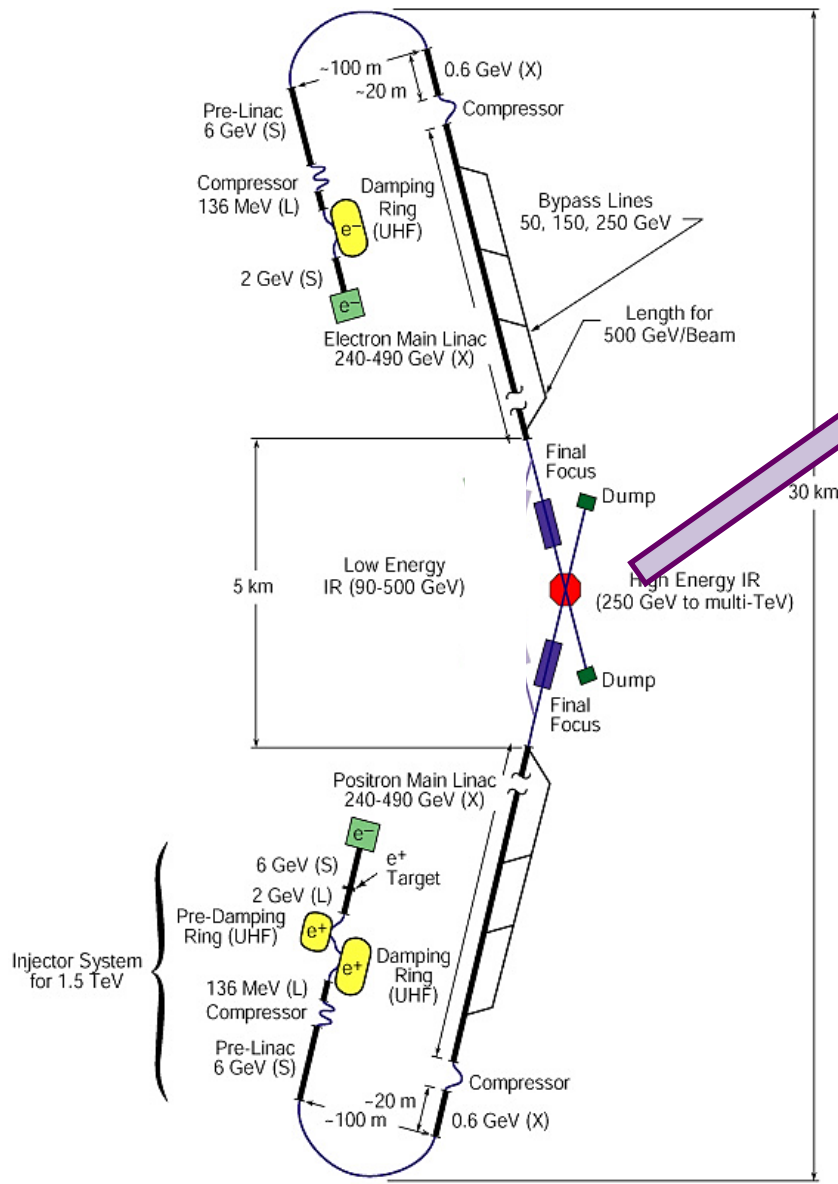 ~100 m
0.6 GeV (X)
~20 m
Compressor
Pre-Linac
6 GeV (S)
Compressor
136 MeV (L)
Damping
Ring
(UHF)
e⁻
Bypass Lines
50, 150, 250 GeV
2 GeV (S)
e⁻
Length for
500 GeV/Beam
Electron Main Linac
240-490 GeV (X)
Final
Focus
Dump
30 km
Low Energy
IR (90-500 GeV)
5 km
High Energy IR
(250 GeV to multi-TeV)
Dump
Final
Focus
Positron Main Linac
240-490 GeV (X)
e⁻
6 GeV (S)
e⁺
Target
2 GeV (L)
Pre-Damping
Ring (UHF)
e⁺
e⁺
Damping
Ring
(UHF)
Injector System
for 1.5 TeV
136 MeV (L)
Compressor
Pre-Linac
6 GeV (S)
Compressor
~20 m
~100 m
0.6 GeV (X)